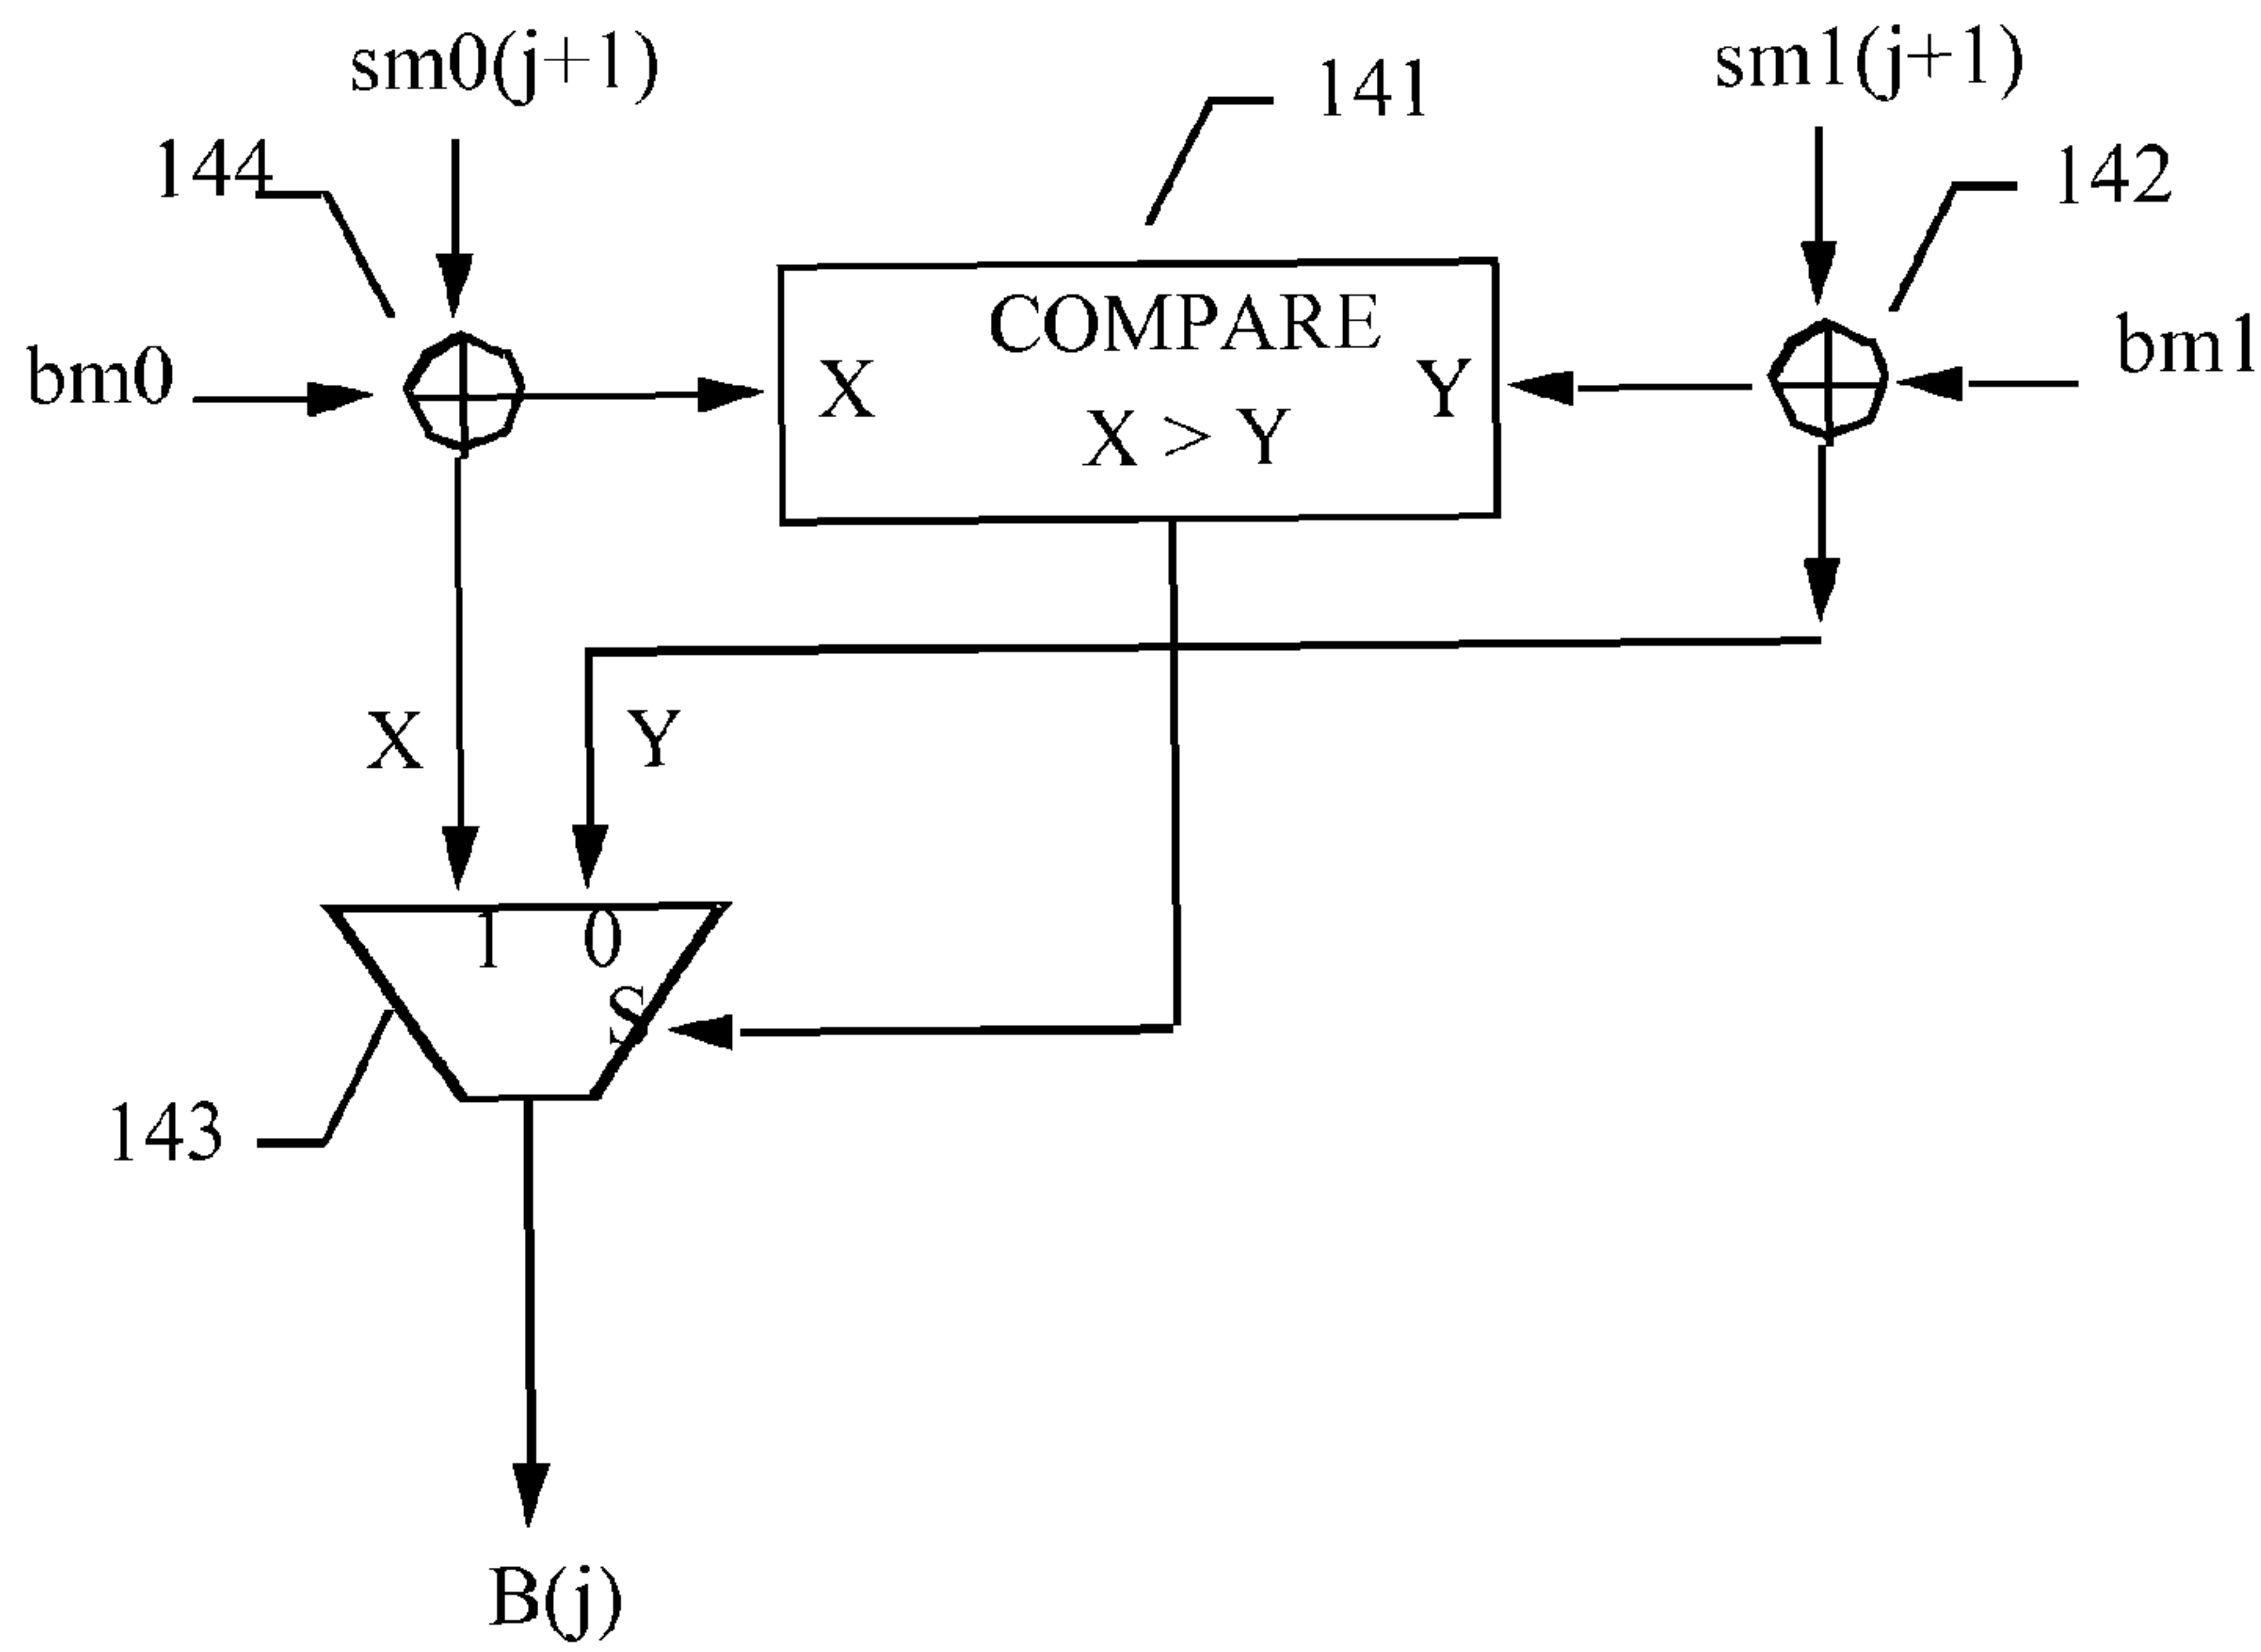 sm0(j+1)
141
sm1(j+1)
144
142
COMPARE
bm0
X
Y
bm1
X > Y
X
Y
1
0
S
143
B(j)